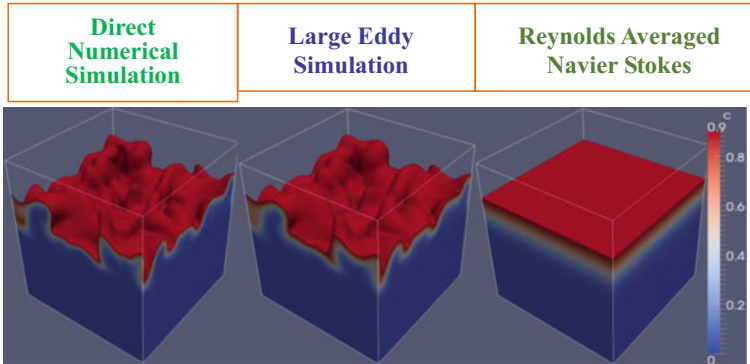 Direct
Numerical
Simulation
Large Eddy
Simulation
Reynolds Averaged
Navier Stokes
C
0.9
0.8
0.6
0.4
0.2
0